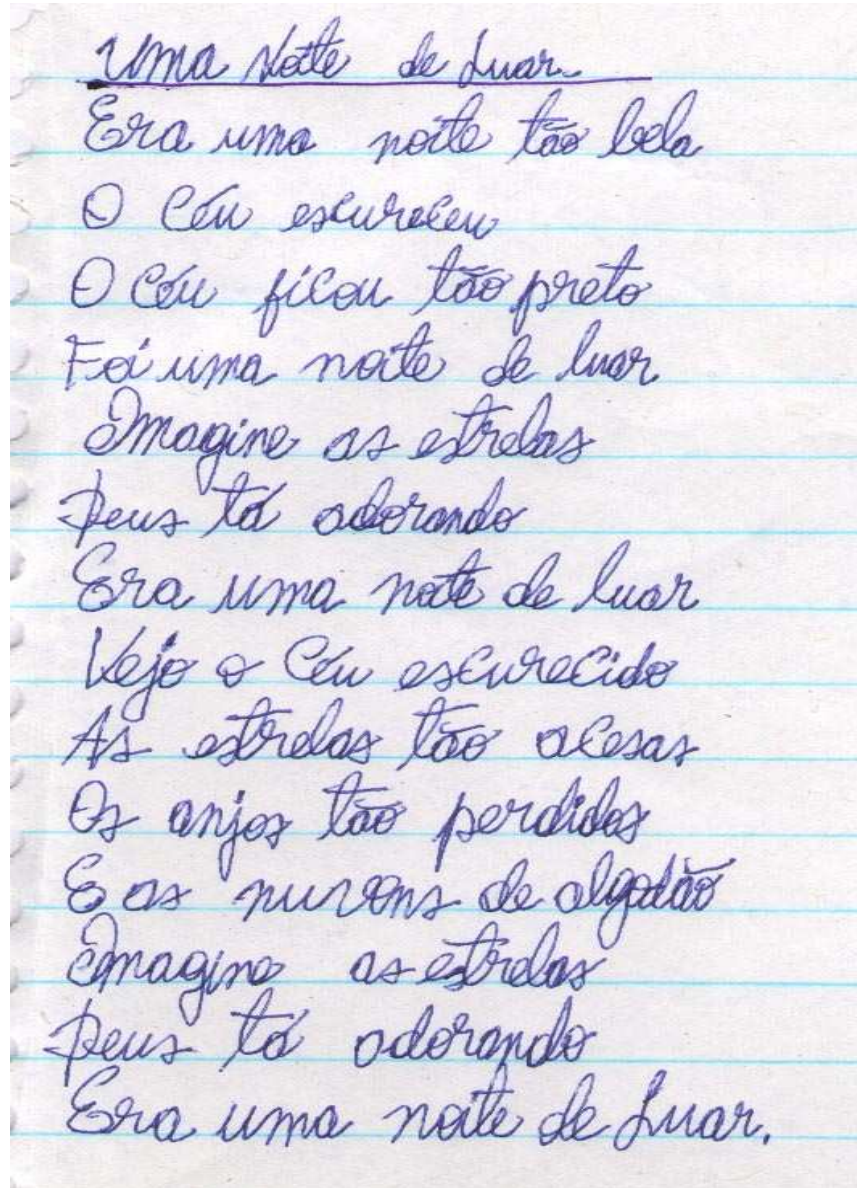 Uma Noite de Luar.
Era uma noite tão bela
O Céu escureceu
O Céu ficou tão preto
Foi uma noite de luar
Imagine as estrelas
Deus tá adorando
Era uma noite de luar
Vejo o Céu escurecido
As estrelas tão acesas
Os anjos tão perdidos
E as nuvens de algodão
Imagine as estrelas
Deus tá adorando
Era uma noite de Luar.